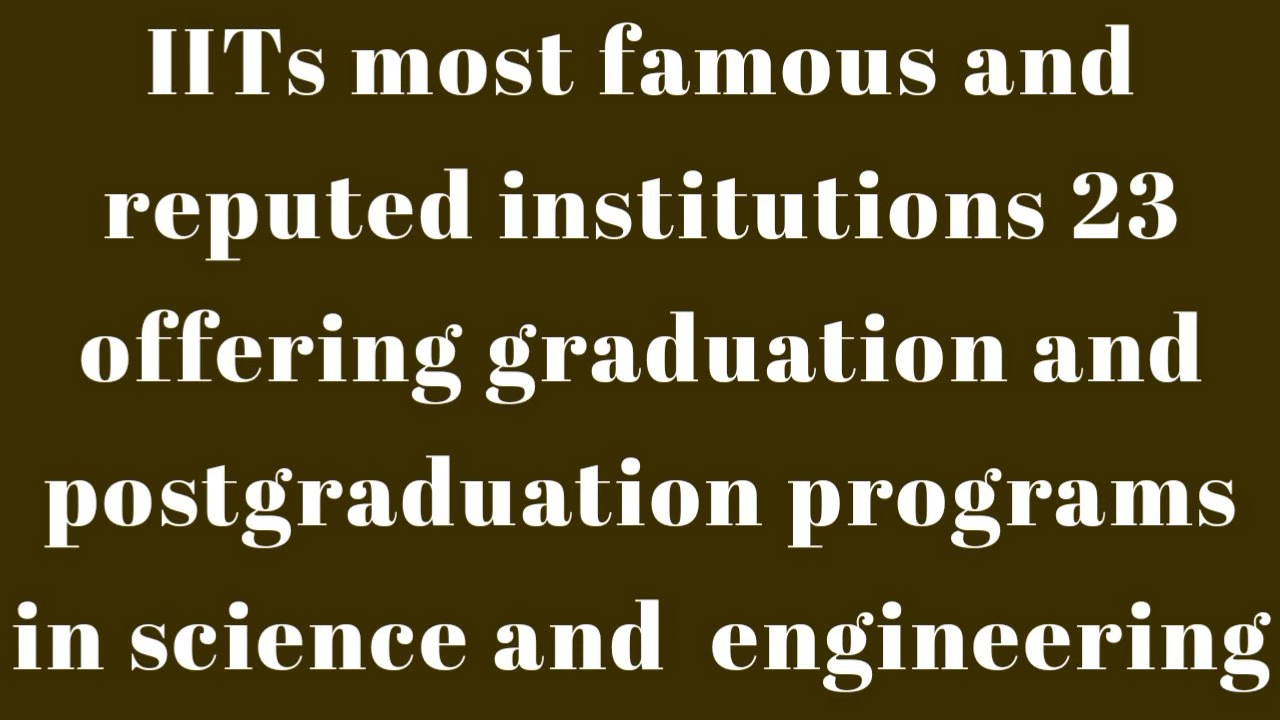 IITs most famous and
reputed institutions 23
offering graduation and
postgraduation programs
in science and engineering